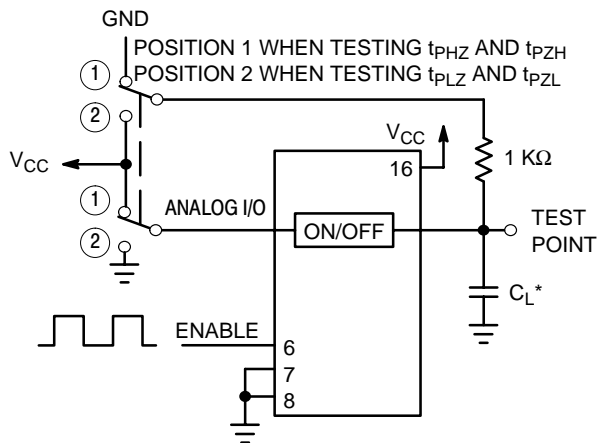 GND
POSITION 1 WHEN TESTING tPHZ AND tPZH
POSITION 2 WHEN TESTING tPLZ AND tPZL
1
2
VCC
1
2
ANALOG I/O
ON/OFF
VCC
16
1 KΩ
TEST
POINT
CL*
ENABLE
6
7
8